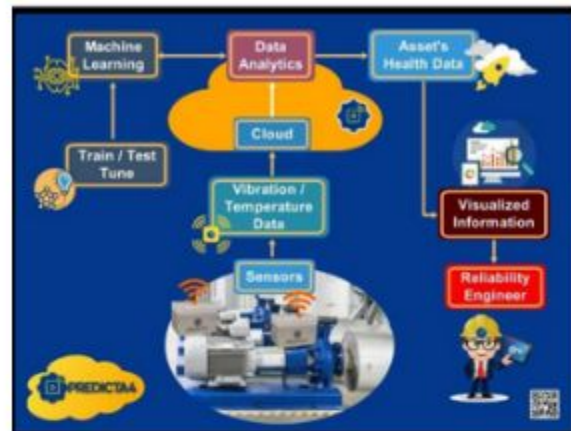 Machine
Learning
Data
Analytics
Asset's
Health Data
Cloud
Train / Test
Tune
Vibration /
Temperature
Data
Visualized
Information
Sensors
Reliability
Engineer
PREDICTA4